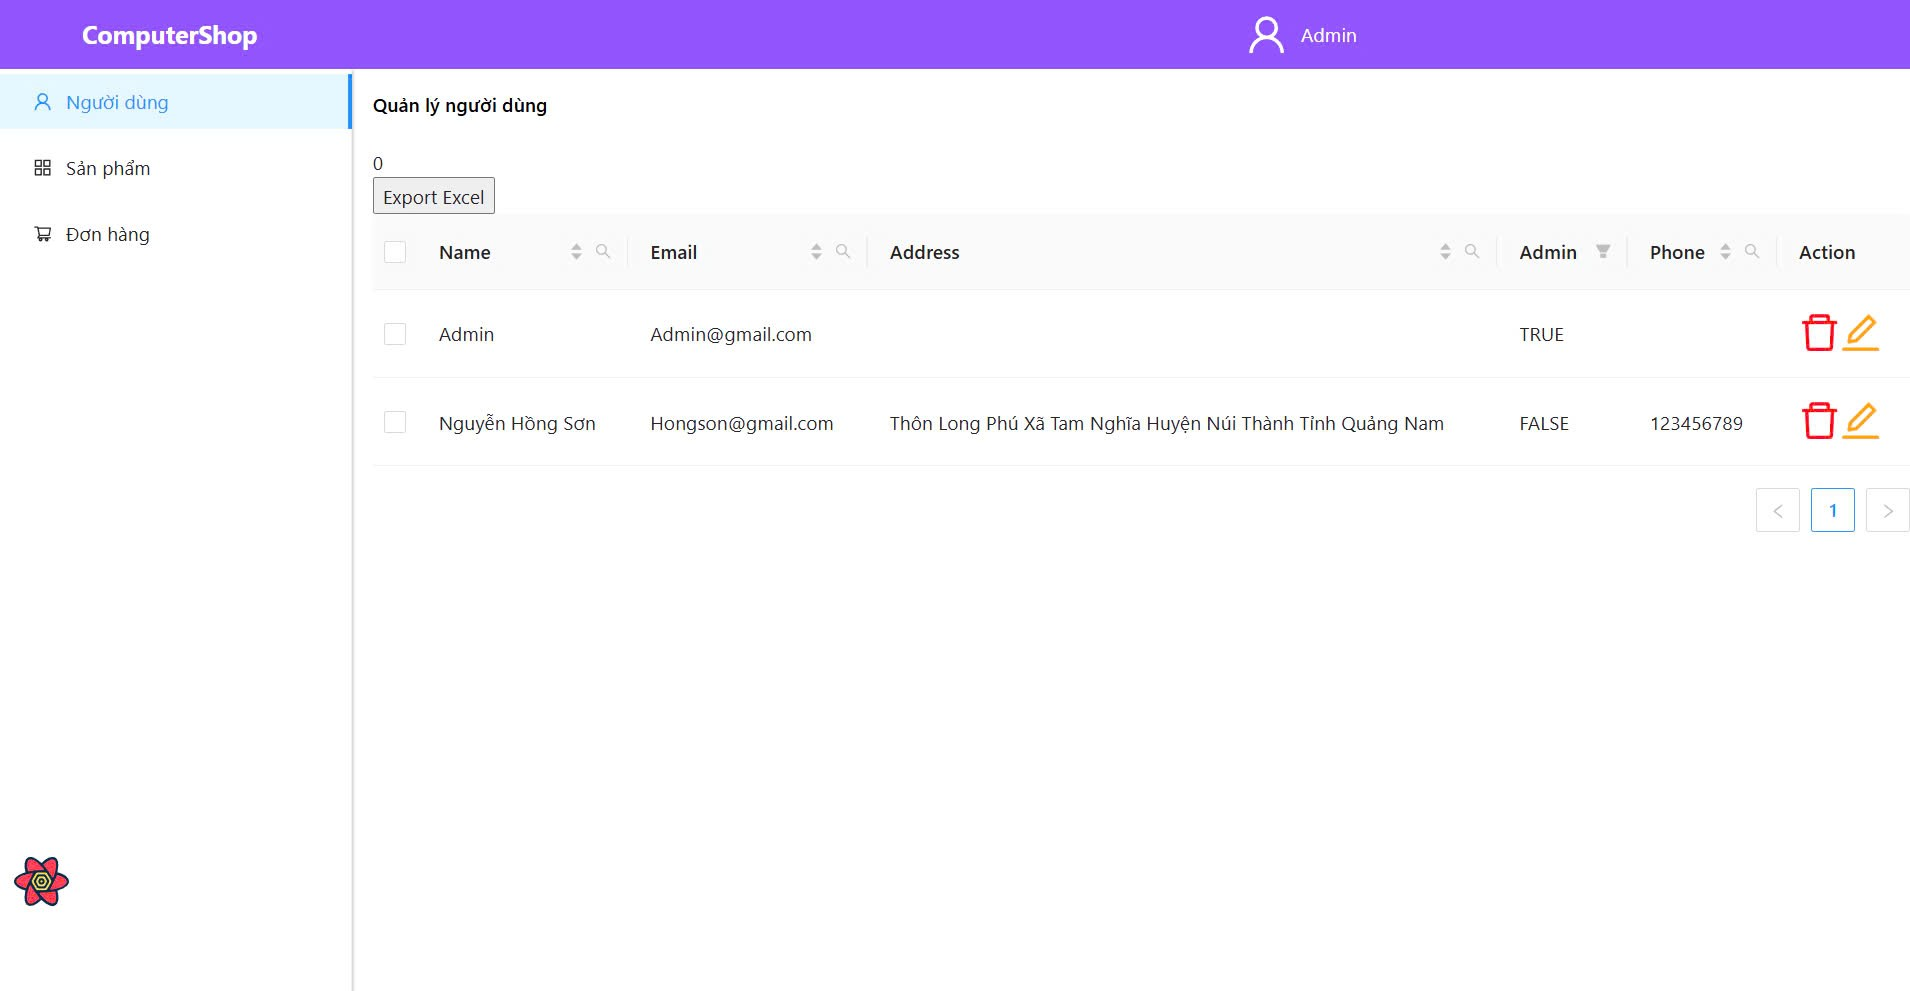 ComputerShop
Admin
Người dùng
Sản phẩm
Đơn hàng
Quản lý người dùng
0
Export Excel
Name Email Address Admin Phone Action
Admin Admin@gmail.com TRUE
Nguyễn Hồng Sơn Hongson@gmail.com Thôn Long Phú Xã Tam Nghĩa Huyện Núi Thành Tỉnh Quảng Nam FALSE 123456789
1